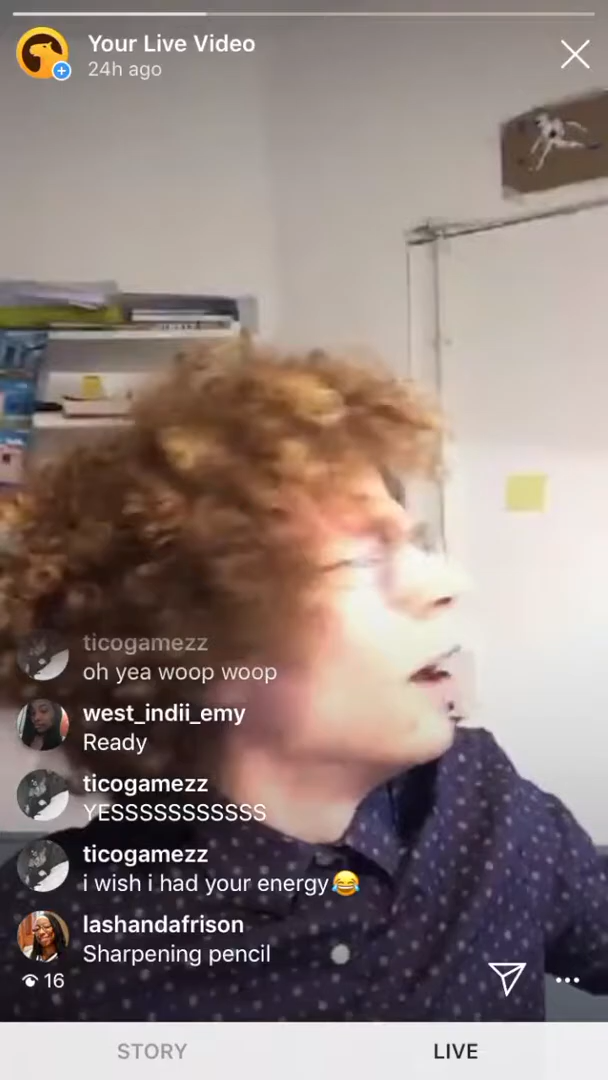 Your Live Video
24h ago
ticogamezz
oh yea woop woop
west_indii_emy
Ready
ticogamezz
YESSSSSSSSSSS
ticogamezz
i wish i had your energy😂
lashandafrison
Sharpening pencil
16
STORY
LIVE